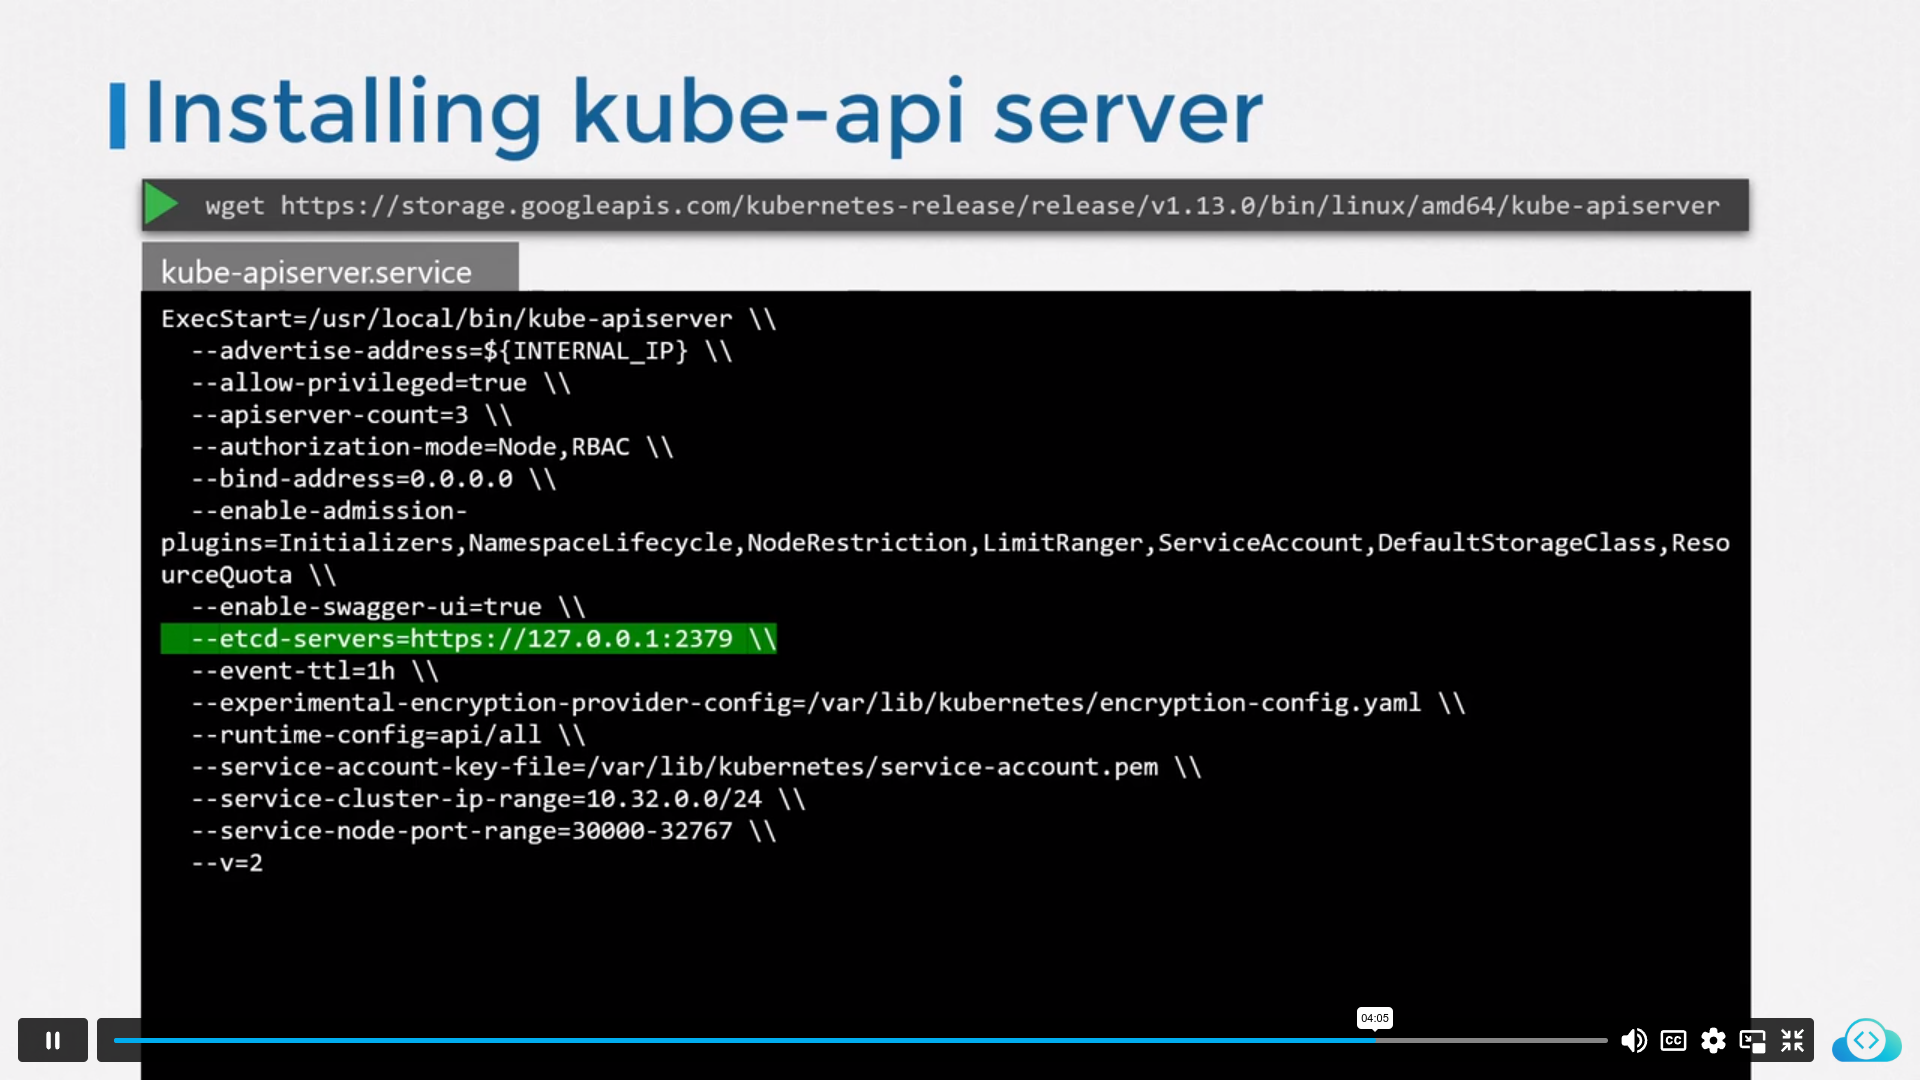 Installing kube-api server
wget https://storage.googleapis.com/kubernetes-release/release/v1.13.0/bin/linux/amd64/kube-apiserver
kube-apiserver.service
ExecStart=/usr/local/bin/kube-apiserver \\
--advertise-address=${INTERNAL_IP} \\
--allow-privileged=true \\
--apiserver-count=3 \\
--authorization-mode=Node,RBAC \\
--bind-address=0.0.0.0 \\
--enable-admission-
plugins=Initializers,NamespaceLifecycle,NodeRestriction,LimitRanger,ServiceAccount,DefaultStorageClass,Reso
urceQuota \\
--enable-swagger-ui=true \\
--etcd-servers=https://127.0.0.1:2379 \\
--event-ttl=1h \\
--experimental-encryption-provider-config=/var/lib/kubernetes/encryption-config.yaml \\
--runtime-config=api/all \\
--service-account-key-file=/var/lib/kubernetes/service-account.pem \\
--service-cluster-ip-range=10.32.0.0/24 \\
--service-node-port-range=30000-32767 \\
--v=2
04:05
CC